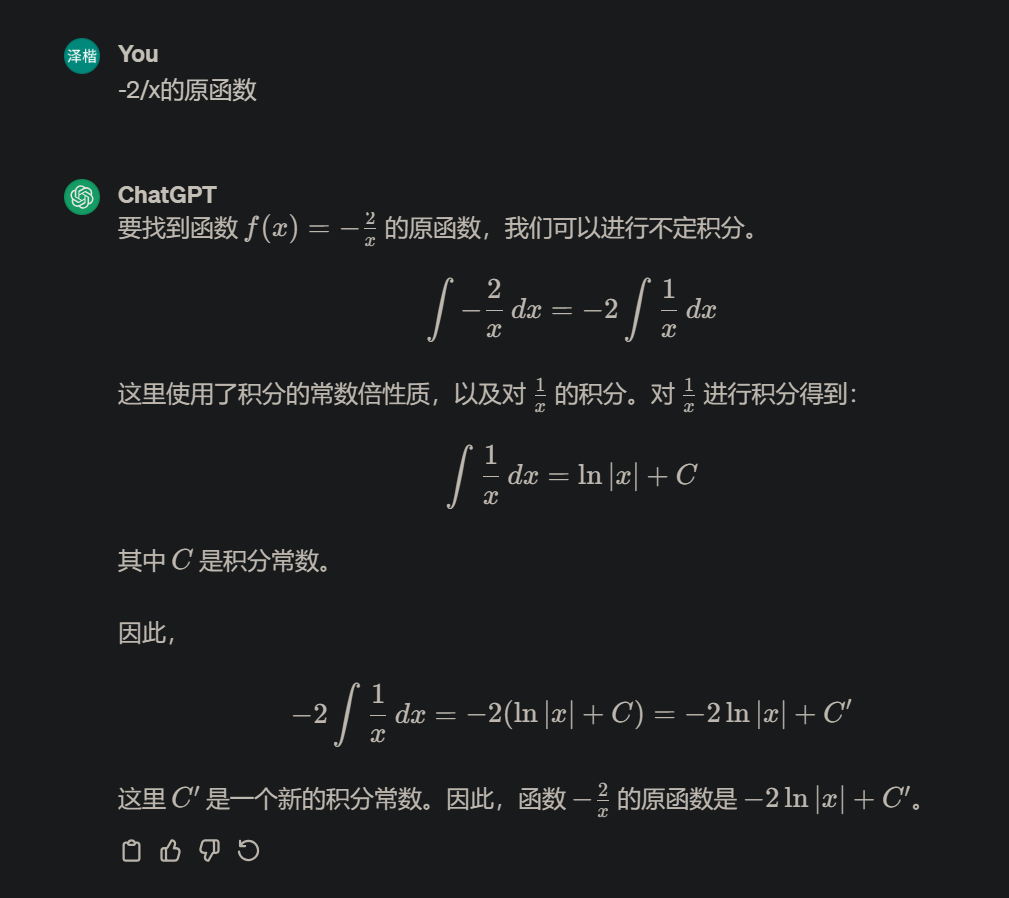 泽楷
You
-2/x的原函数
ChatGPT
要找到函数 $f(x) = -\frac{2}{x}$ 的原函数，我们可以进行不定积分。
$\int -\frac{2}{x} \, dx = -2 \int \frac{1}{x} \, dx$
这里使用了积分的常数倍性质，以及对 $\frac{1}{x}$ 的积分。对 $\frac{1}{x}$ 进行积分得到：
$\int \frac{1}{x} \, dx = \ln|x| + C$
其中 $C$ 是积分常数。
因此，
$-2 \int \frac{1}{x} \, dx = -2(\ln|x| + C) = -2\ln|x| + C'$
这里 $C'$ 是一个新的积分常数。因此，函数 $-\frac{2}{x}$ 的原函数是 $-2\ln|x| + C'$。